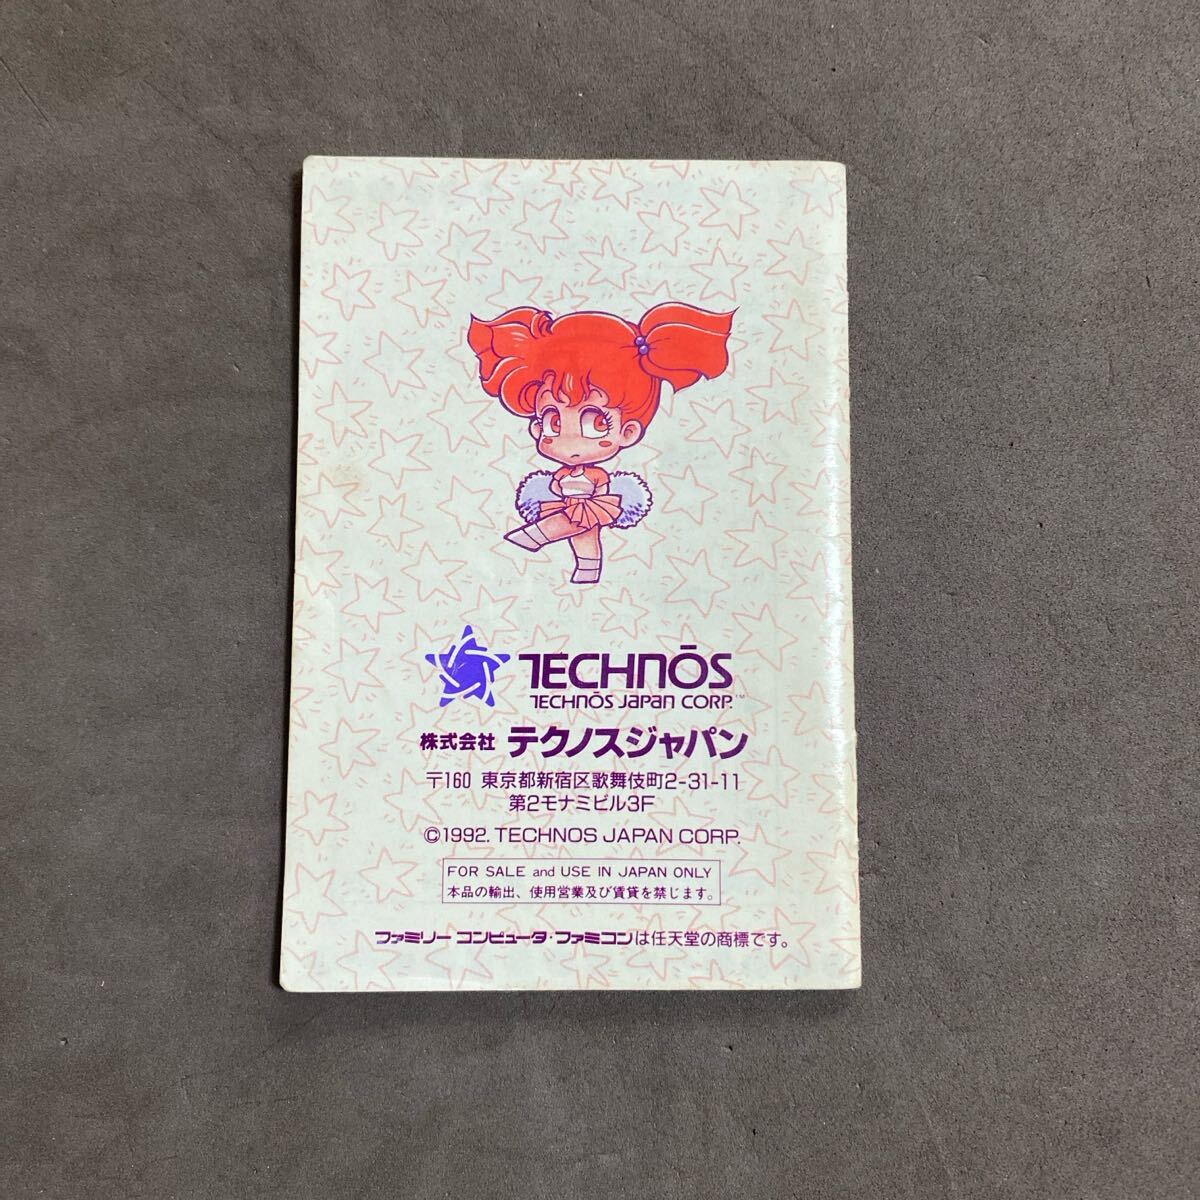 TECHNŌS
TECHNŌS JAPAN CORP.™
株式会社 テクノスジャパン
〒160 東京都新宿区歌舞伎町2-31-11
第2モナミビル3F
©1992. TECHNOS JAPAN CORP.
FOR SALE and USE IN JAPAN ONLY
本品の輸出、使用営業及び賃貸を禁じます。
ファミリーコンピュータ・ファミコンは任天堂の商標です。